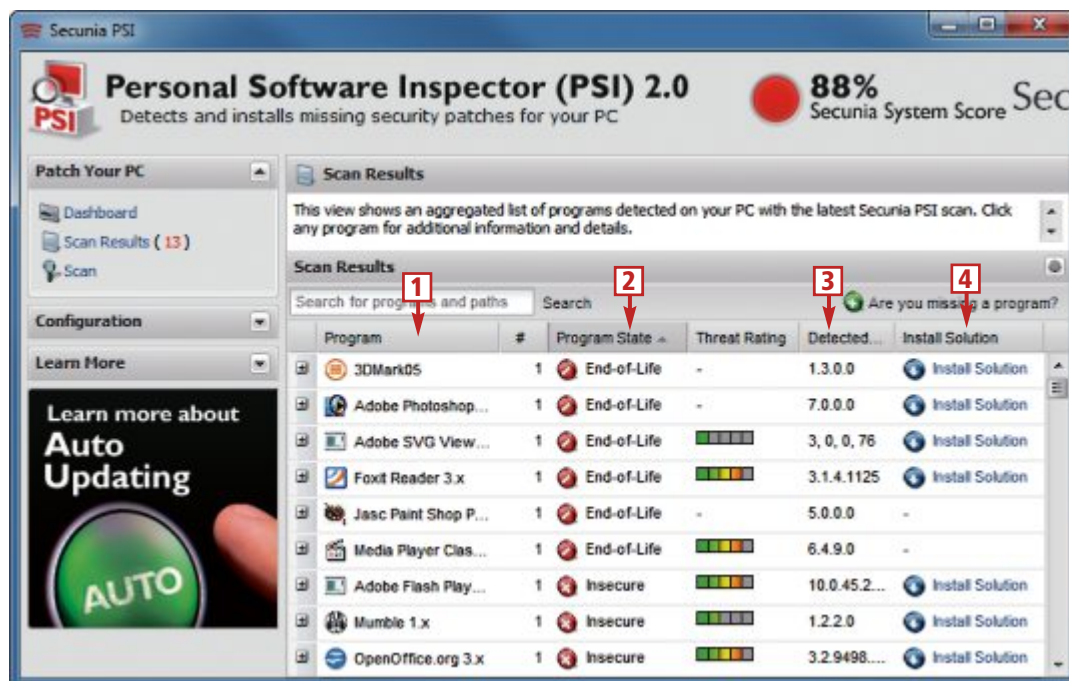 Secunia PSI
PSI
Personal Software Inspector (PSI) 2.0
Detects and installs missing security patches for your PC
88%
Secunia System Score
Sec
Patch Your PC
Dashboard
Scan Results ( 13 )
Scan
Configuration
Learn More
Learn more about
Auto
Updating
AUTO
Scan Results
This view shows an aggregated list of programs detected on your PC with the latest Secunia PSI scan. Click
any program for additional information and details.
Scan Results
1 2 3 4
Search for programs and paths Search Are you missing a program?
Program # Program State Threat Rating Detected... Install Solution
3DMark05 1 End-of-Life - 1.3.0.0 Install Solution
Adobe Photoshop... 1 End-of-Life - 7.0.0.0 Install Solution
Adobe SVG View... 1 End-of-Life 3, 0, 0, 76 Install Solution
Foxit Reader 3.x 1 End-of-Life 3.1.4.1125 Install Solution
Jasc Paint Shop P... 1 End-of-Life - 5.0.0.0 -
Media Player Clas... 1 End-of-Life 6.4.9.0 -
Adobe Flash Play... 1 Insecure 10.0.45.2... Install Solution
Mumble 1.x 1 Insecure 1.2.2.0 Install Solution
OpenOffice.org 3.x 1 Insecure 3.2.9498.... Install Solution